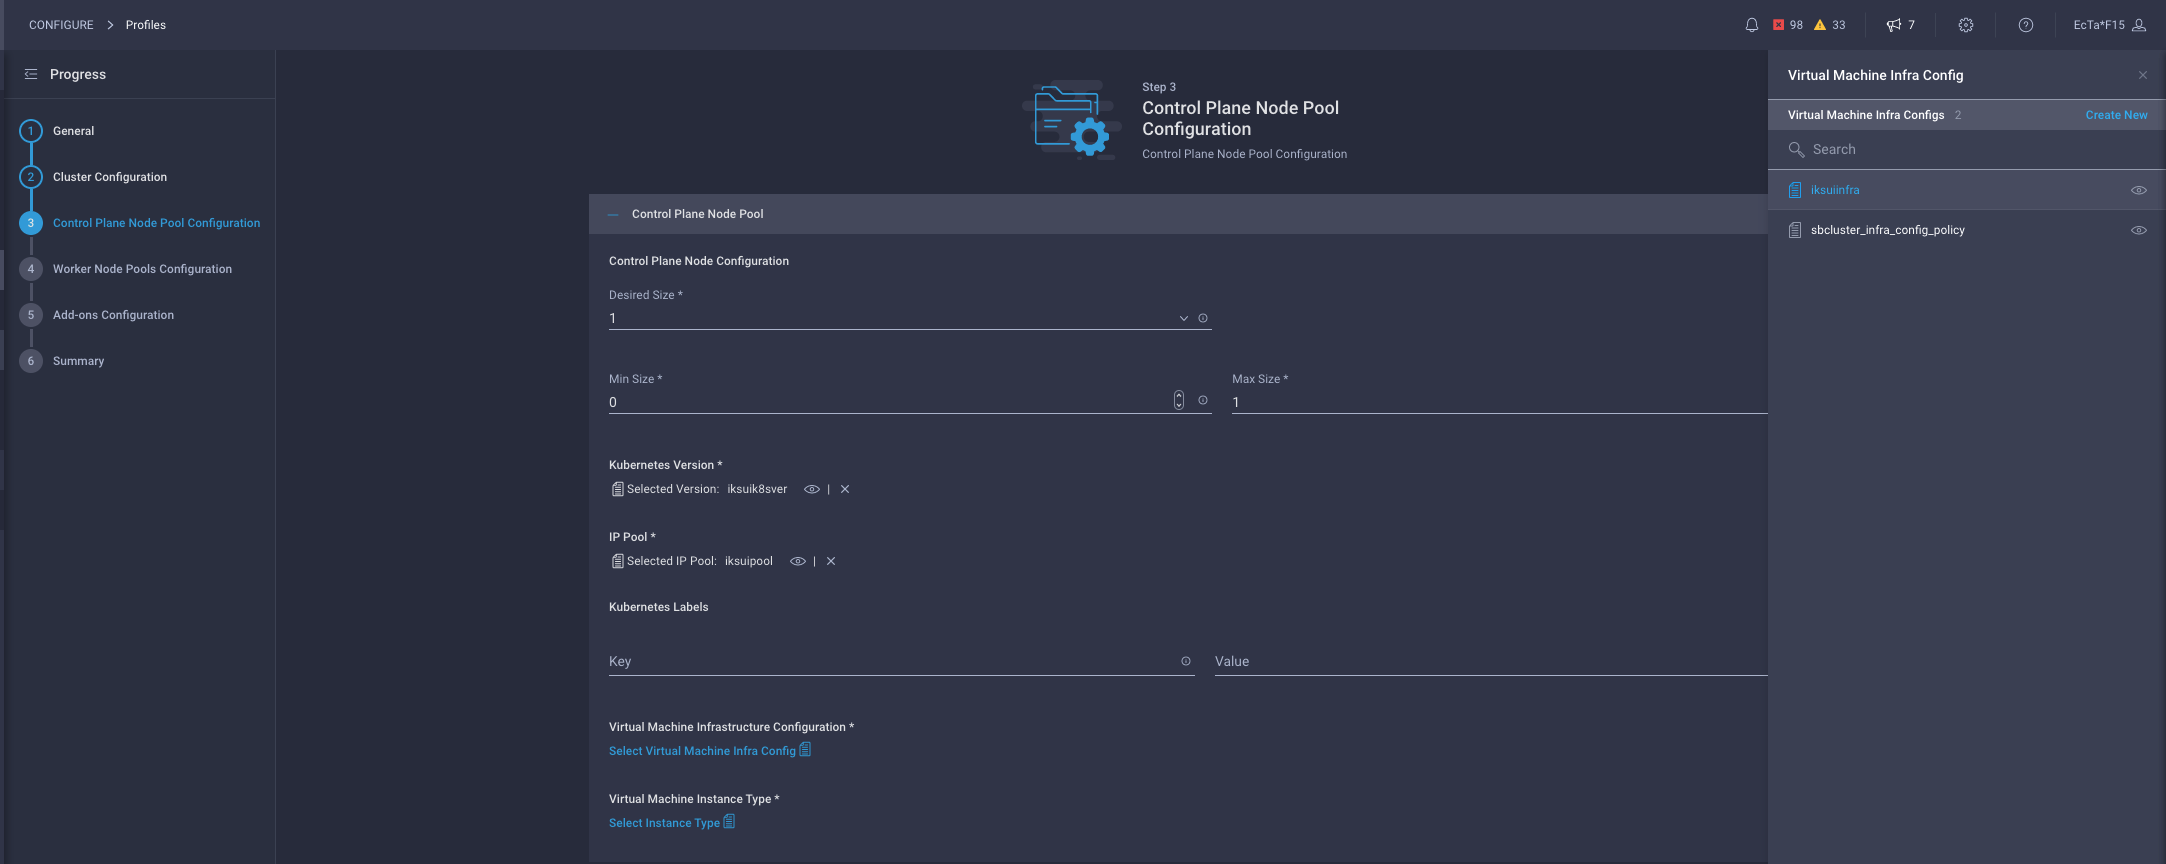 CONFIGURE > Profiles
98
33
7
EcTa*F15
Progress
1 General
2 Cluster Configuration
3 Control Plane Node Pool Configuration
4 Worker Node Pools Configuration
5 Add-ons Configuration
6 Summary
Step 3
Control Plane Node Pool
Configuration
Control Plane Node Pool Configuration
Control Plane Node Pool
Control Plane Node Configuration
Desired Size *
1
Min Size *
0
Max Size *
1
Kubernetes Version *
Selected Version: iksuik8sver |
IP Pool *
Selected IP Pool: iksuipool |
Kubernetes Labels
Key
Value
Virtual Machine Infrastructure Configuration *
Select Virtual Machine Infra Config
Virtual Machine Instance Type *
Select Instance Type
Virtual Machine Infra Config
Virtual Machine Infra Configs 2
Create New
Search
iksuiinfra
sbcluster_infra_config_policy